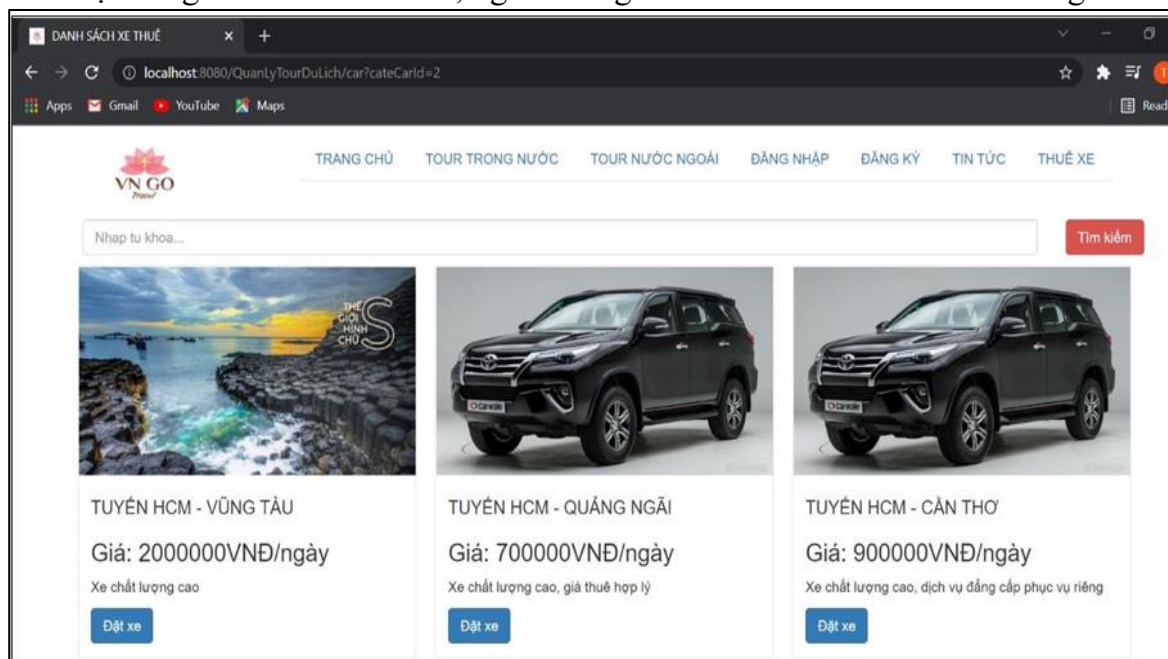 DANH SÁCH XE THUÊ
localhost:8080/QuanLyTourDuLich/car?cateCarId=2
Apps Gmail YouTube Maps Read
VN GO
Travel
TRANG CHỦ TOUR TRONG NƯỚC TOUR NƯỚC NGOÀI ĐĂNG NHẬP ĐĂNG KÝ TIN TỨC THUÊ XE
Nhap tu khoa... Tìm kiếm
THẾ
GIỚI
HÌNH
CHỮ S
TUYẾN HCM - VŨNG TÀU
Giá: 2000000VNĐ/ngày
Xe chất lượng cao
Đặt xe
TUYẾN HCM - QUẢNG NGÃI
Giá: 700000VNĐ/ngày
Xe chất lượng cao, giá thuê hợp lý
Đặt xe
TUYẾN HCM - CẦN THƠ
Giá: 900000VNĐ/ngày
Xe chất lượng cao, dịch vụ đẳng cấp phục vụ riêng
Đặt xe